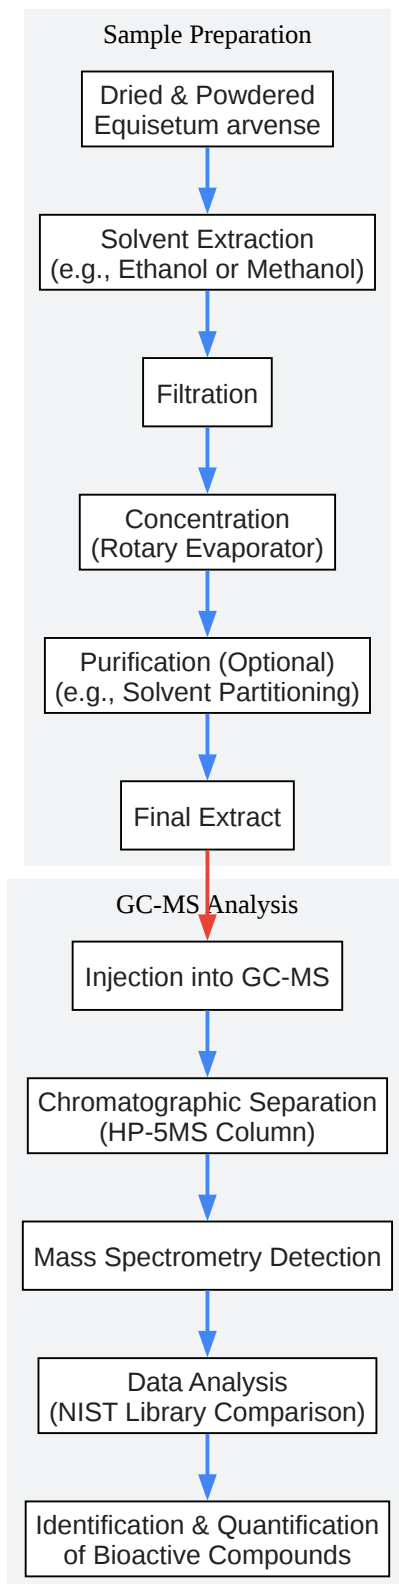 Sample Preparation
Dried & Powdered
Equisetum arvense
Solvent Extraction
(e.g., Ethanol or Methanol)
Filtration
Concentration
(Rotary Evaporator)
Purification (Optional)
(e.g., Solvent Partitioning)
Final Extract
GC-MS Analysis
Injection into GC-MS
Chromatographic Separation
(HP-5MS Column)
Mass Spectrometry Detection
Data Analysis
(NIST Library Comparison)
Identification & Quantification
of Bioactive Compounds